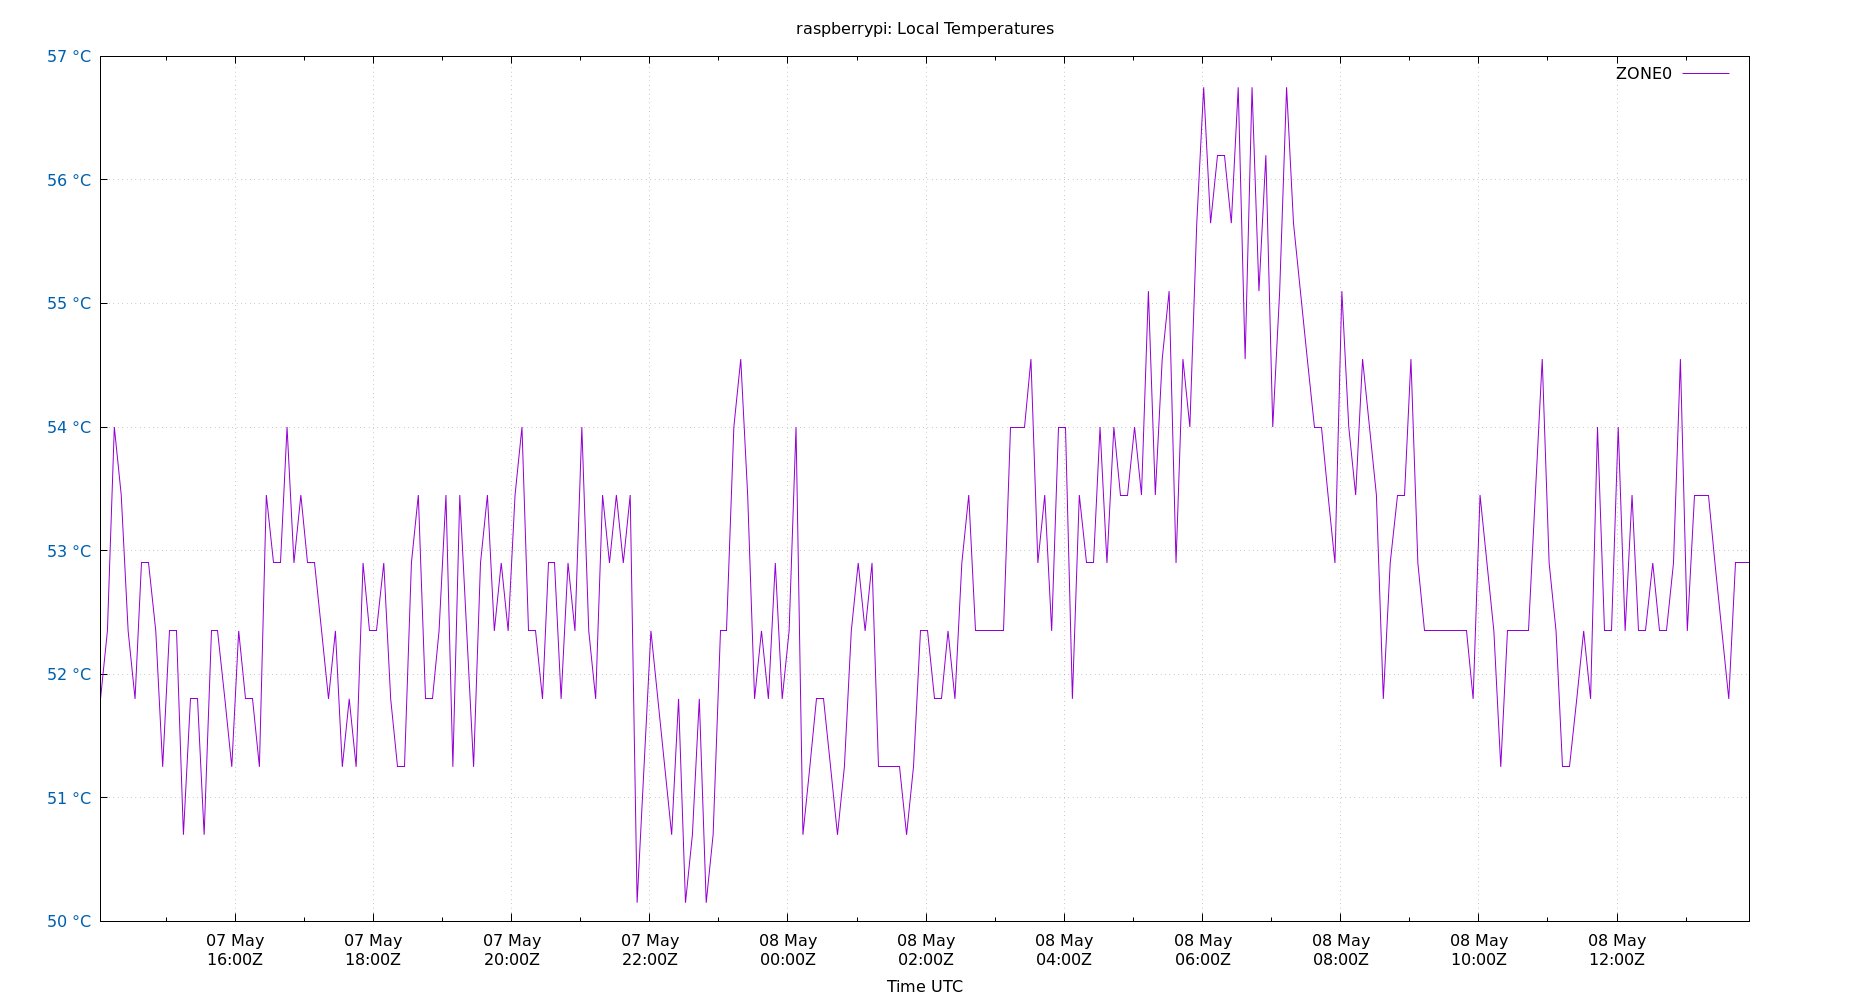 raspberrypi: Local Temperatures
57 °C
ZONE0
56 °C
55 °C
54 °C
53 °C
52 °C
51 °C
50 °C
07 May 07 May 07 May 07 May 08 May 08 May 08 May 08 May 08 May 08 May 08 May
16:00Z 18:00Z 20:00Z 22:00Z 00:00Z 02:00Z 04:00Z 06:00Z 08:00Z 10:00Z 12:00Z
Time UTC